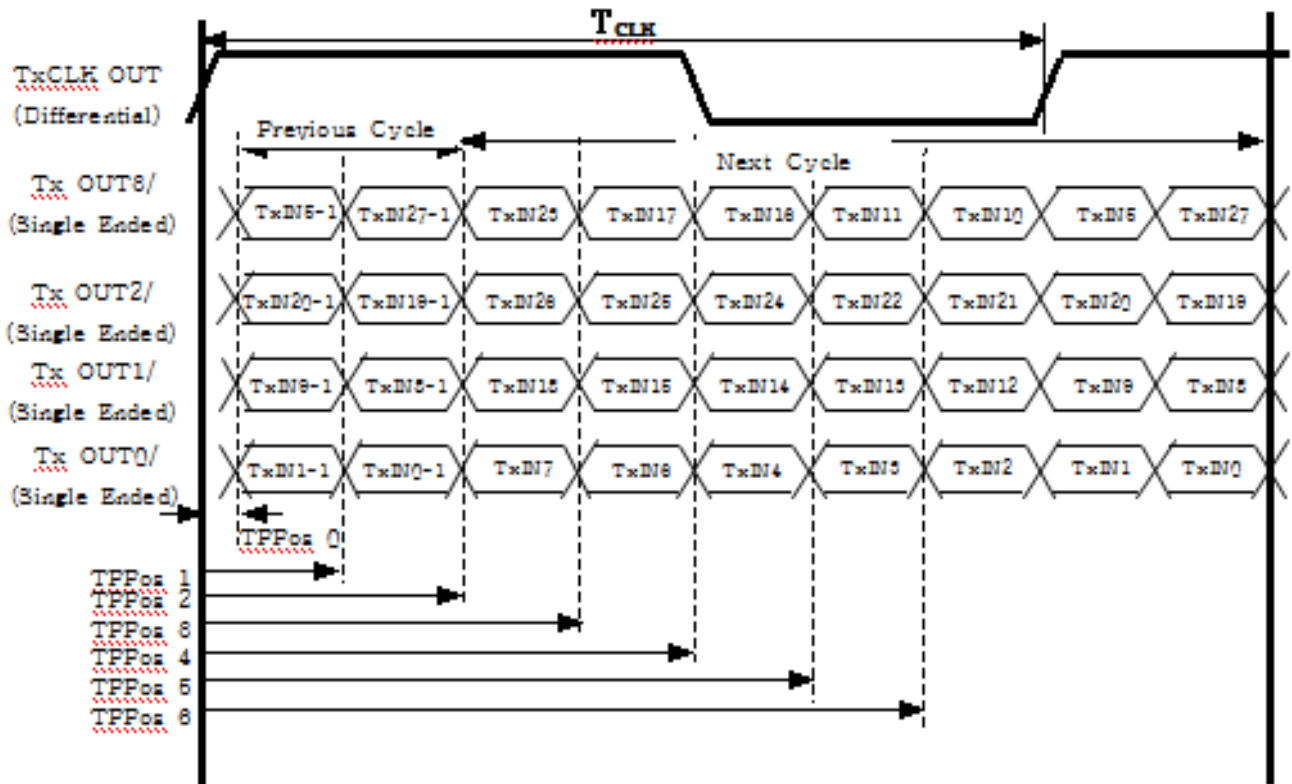 T_CLK
TxCLK OUT
(Differential)
Previous Cycle
Next Cycle
Tx OUT3/
(Single Ended)
TxIN5-1 TxIN27-1 TxIN23 TxIN17 TxIN16 TxIN11 TxIN10 TxIN5 TxIN27
Tx OUT2/
(Single Ended)
TxIN20-1 TxIN19-1 TxIN26 TxIN25 TxIN24 TxIN22 TxIN21 TxIN20 TxIN19
Tx OUT1/
(Single Ended)
TxIN9-1 TxIN8-1 TxIN18 TxIN15 TxIN14 TxIN13 TxIN12 TxIN9 TxIN8
Tx OUT0/
(Single Ended)
TxIN1-1 TxIN0-1 TxIN7 TxIN6 TxIN4 TxIN3 TxIN2 TxIN1 TxIN0
TPPos 0
TPPos 1
TPPos 2
TPPos 3
TPPos 4
TPPos 5
TPPos 6